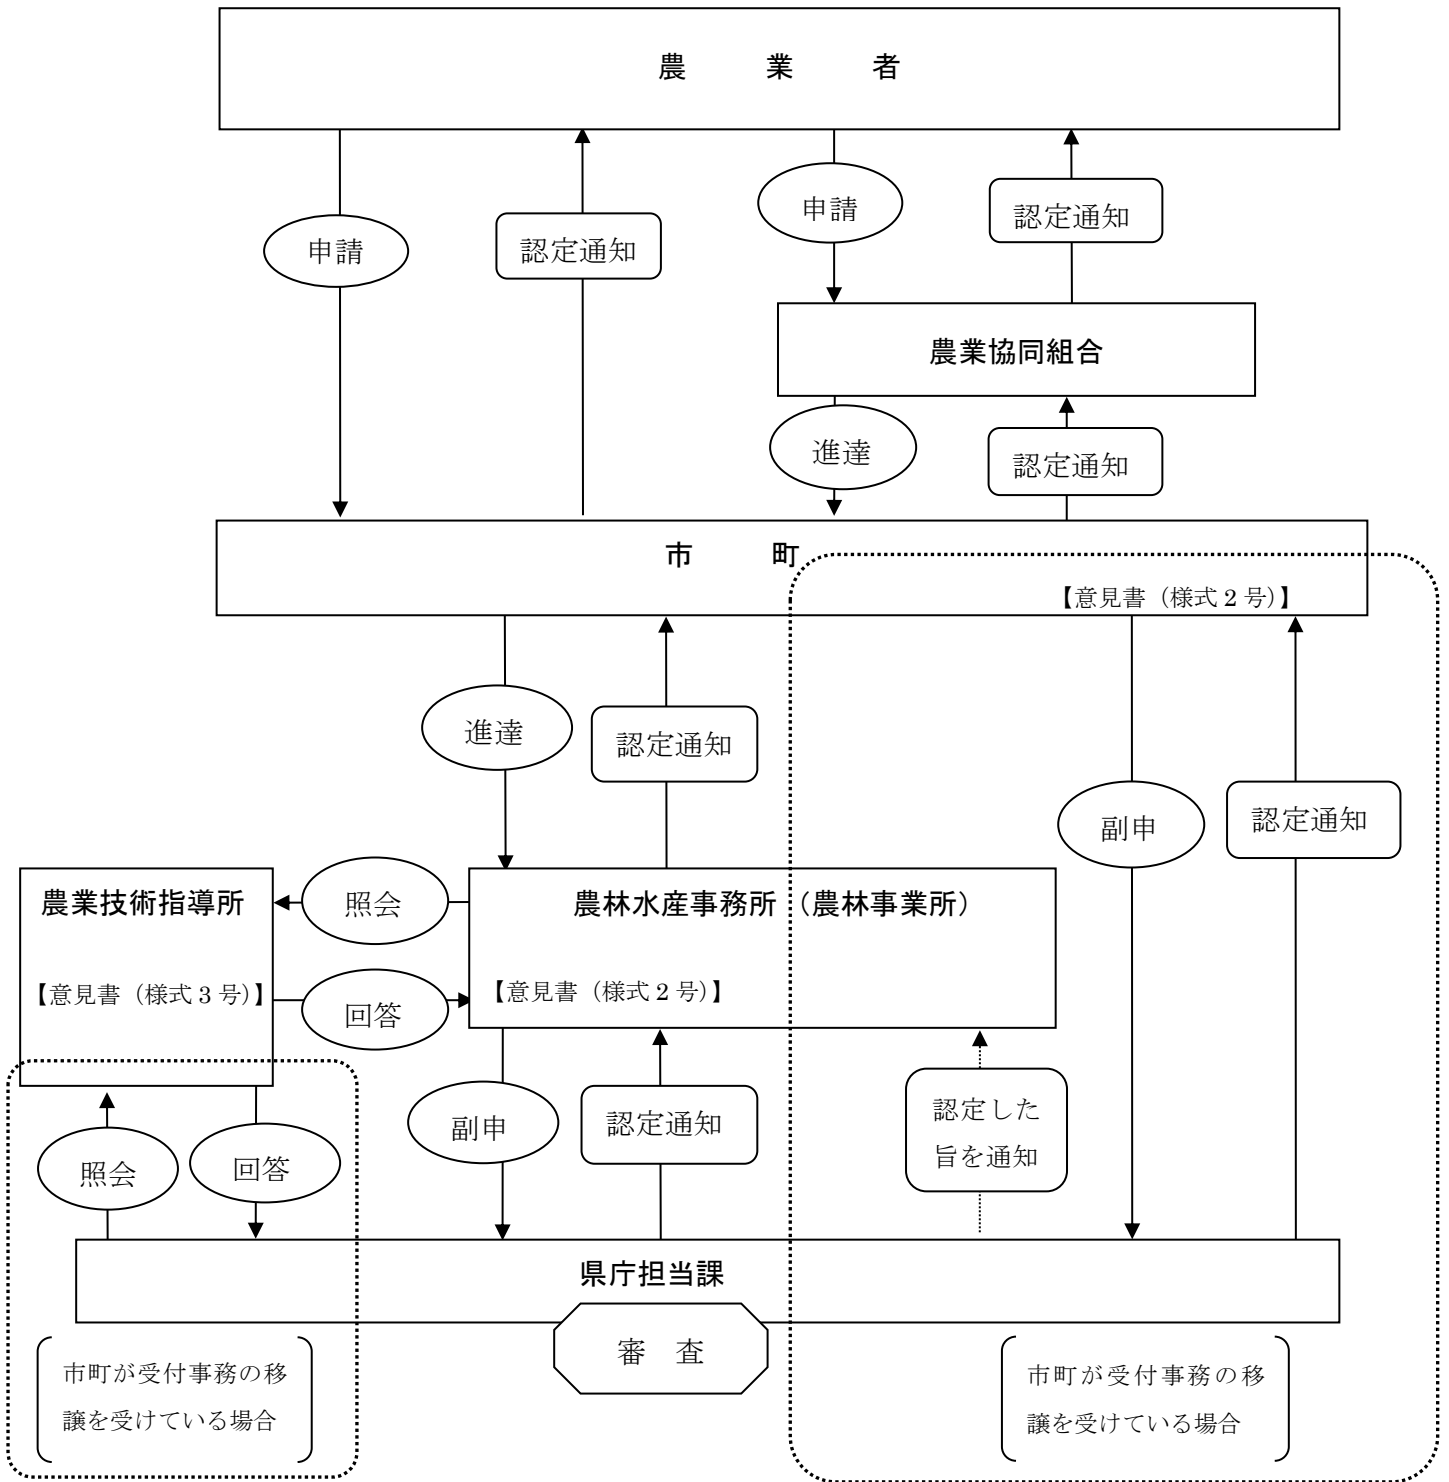 農　業　者
申請
認定通知
申請
認定通知
農業協同組合
進達
認定通知
市　町
【意見書（様式２号）】
進達
認定通知
副申
認定通知
農業技術指導所
【意見書（様式３号）】
照会
回答
農林水産事務所（農林事業所）
【意見書（様式２号）】
照会
回答
副申
認定通知
認定した
旨を通知
県庁担当課
審　査
市町が受付事務の移
譲を受けている場合
市町が受付事務の移
譲を受けている場合